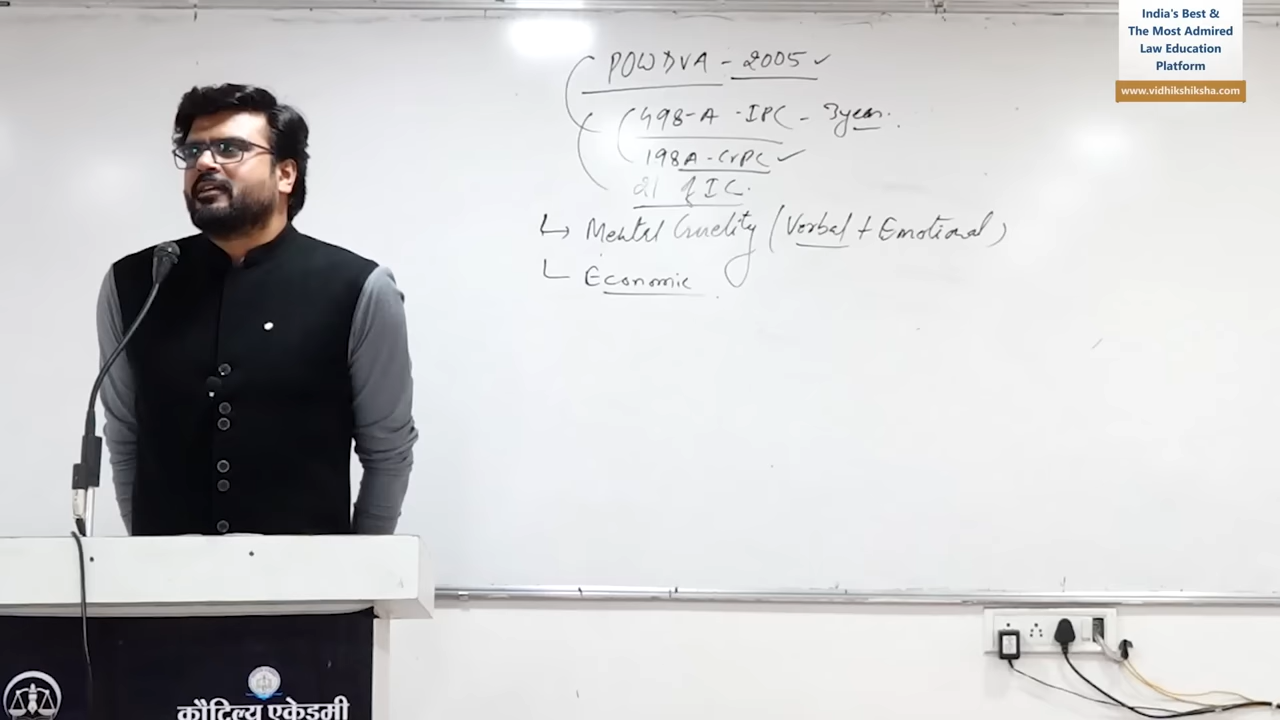 India's Best &
The Most Admired
Law Education
Platform
www.vidhikshiksha.com
POWDVA - 2005 ✓
498-A - IPC - 3 years.
198A - CrPC ✓
21 of IC.
↳ Mental Cruelty (Verbal + Emotional)
↳ Economic
कौटिल्य एकेडमी